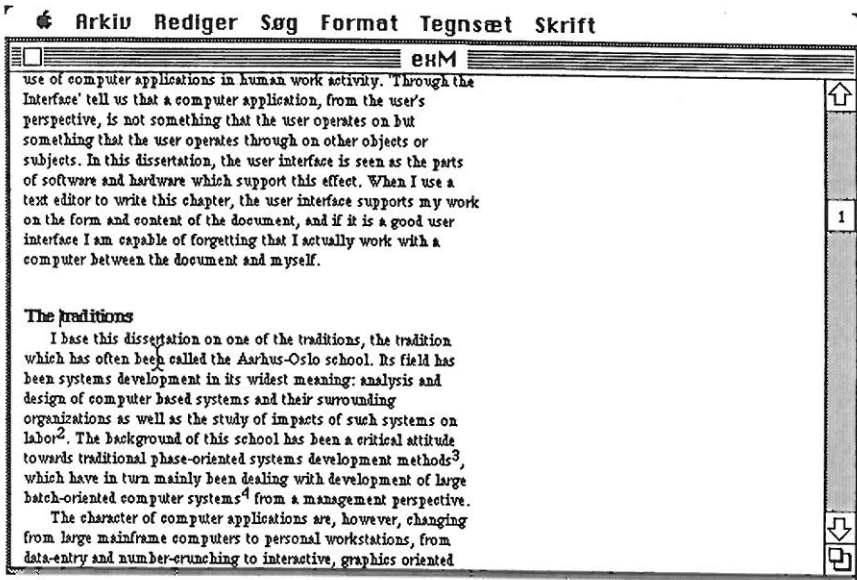 Arkiv Rediger Søg Format Tegnsæt Skrift
exM
use of computer applications in human work activity. 'Through the
Interface' tell us that a computer application, from the user's
perspective, is not something that the user operates on but
something that the user operates through on other objects or
subjects. In this dissertation, the user interface is seen as the parts
of software and hardware which support this effect. When I use a
text editor to write this chapter, the user interface supports my work
on the form and content of the document, and if it is a good user
interface I am capable of forgetting that I actually work with a
computer between the document and myself.
1
The traditions
I base this dissertation on one of the traditions, the tradition
which has often been called the Aarhus-Oslo school. Its field has
been systems development in its widest meaning: analysis and
design of computer based systems and their surrounding
organizations as well as the study of impacts of such systems on
labor². The background of this school has been a critical attitude
towards traditional phase-oriented systems development methods³,
which have in turn mainly been dealing with development of large
batch-oriented computer systems⁴ from a management perspective.
The character of computer applications are, however, changing
from large mainframe computers to personal workstations, from
data-entry and number-crunching to interactive, graphics oriented